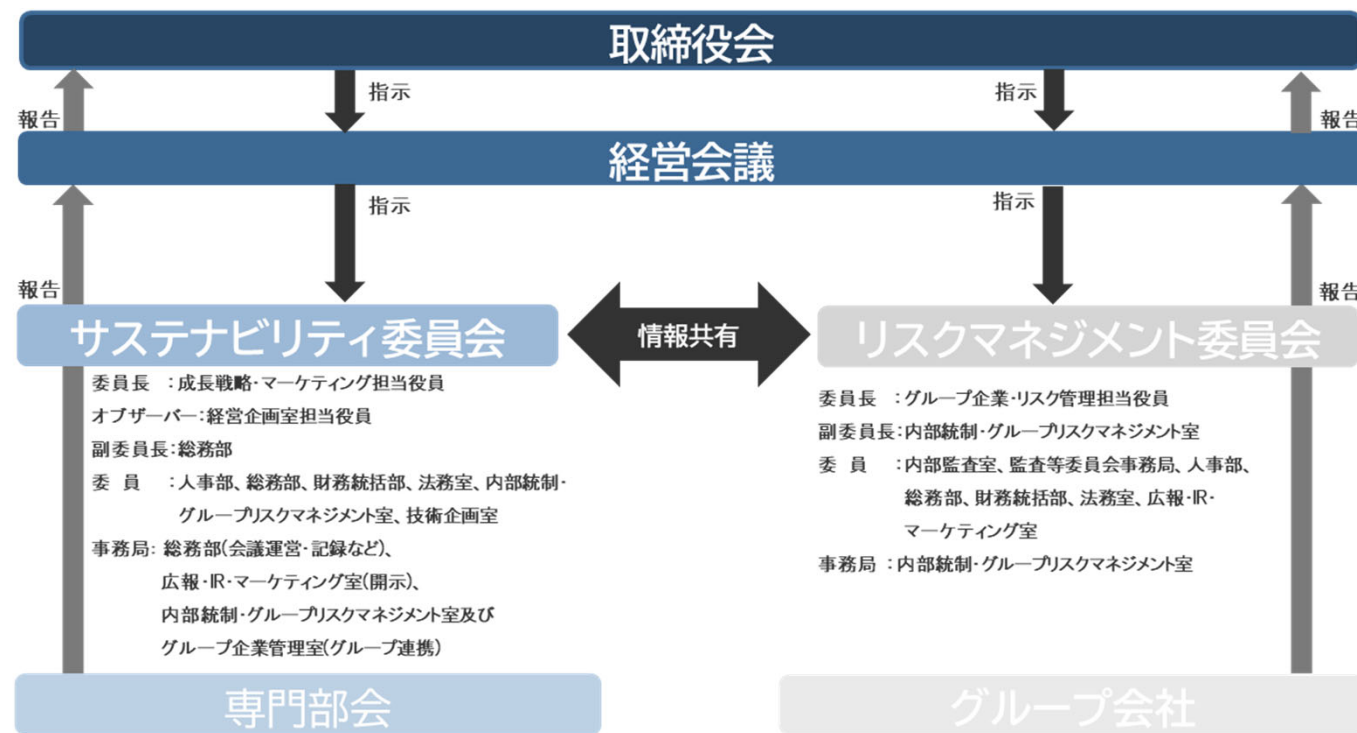 取締役会
指示
指示
報告
報告
経営会議
指示
指示
報告
報告
サステナビリティ委員会
情報共有
リスクマネジメント委員会
委員長 :成長戦略・マーケティング担当役員
オブザーバー:経営企画室担当役員
副委員長:総務部
委 員 :人事部、総務部、財務統括部、法務室、内部統制・
グループリスクマネジメント室、技術企画室
事務局: 総務部(会議運営・記録など)、
広報・IR・マーケティング室(開示)、
内部統制・グループリスクマネジメント室及び
グループ企業管理室(グループ連携)
委員長 :グループ企業・リスク管理担当役員
副委員長:内部統制・グループリスクマネジメント室
委 員 :内部監査室、監査等委員会事務局、人事部、
総務部、財務統括部、法務室、広報・IR・
マーケティング室
事務局 :内部統制・グループリスクマネジメント室
専門部会
グループ会社